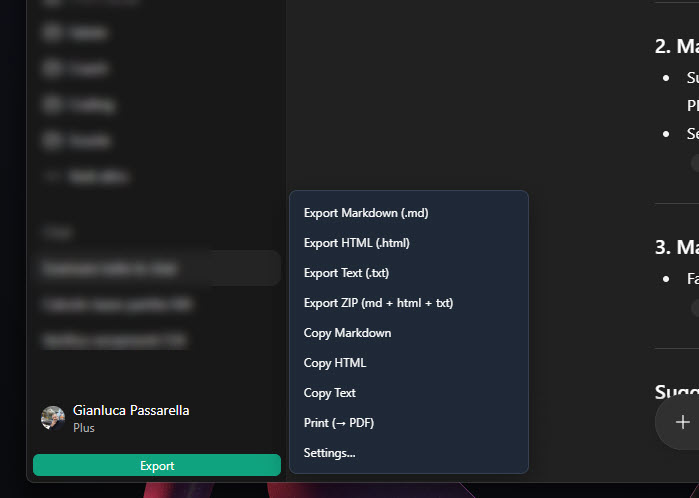 2. Ma
Su
Pl
Se
3. Ma
Fa
Sugg
Export Markdown (.md)
Export HTML (.html)
Export Text (.txt)
Export ZIP (md + html + txt)
Copy Markdown
Copy HTML
Copy Text
Print (→ PDF)
Settings...
Gianluca Passarella
Plus
Export